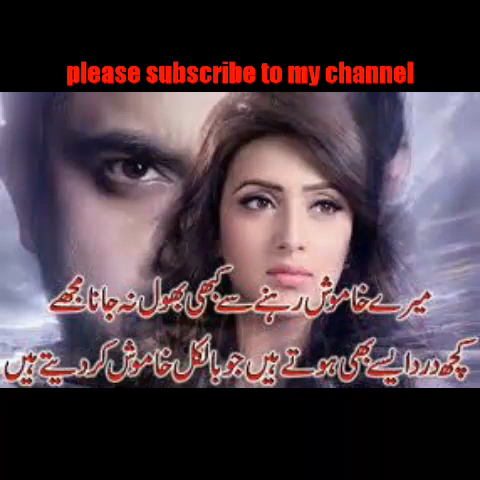 please subscribe to my channel
میرے خاموش رہنے سے کبھی بھول نہ جانا مجھے
کچھ درد ایسے بھی ہوتے ہیں جو بالکل خاموش کر دیتے ہیں